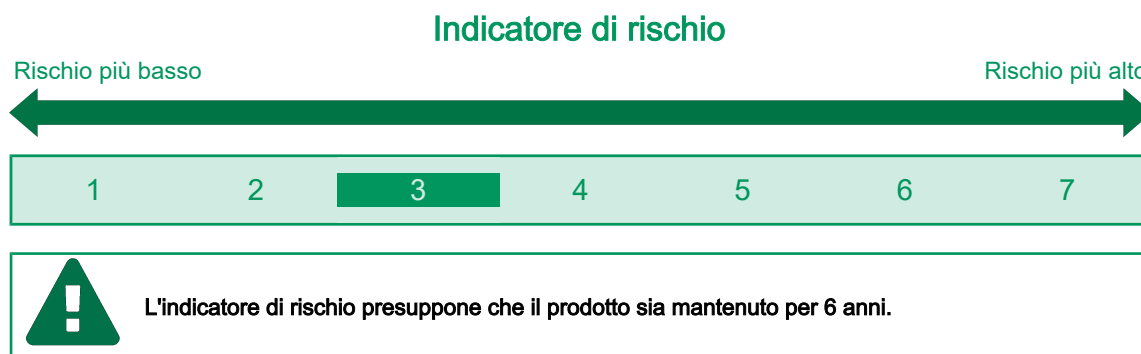 Indicatore di rischio
Rischio più basso Rischio più alto
1 2 3 4 5 6 7
L'indicatore di rischio presuppone che il prodotto sia mantenuto per 6 anni.